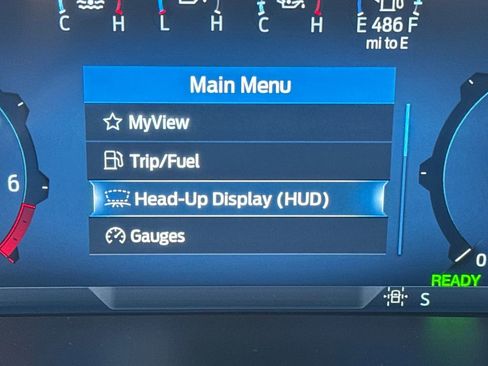 C H L H C H E 486 F
mi to E
Main Menu
MyView
Trip/Fuel
Head-Up Display (HUD)
Gauges
6
0
READY
S